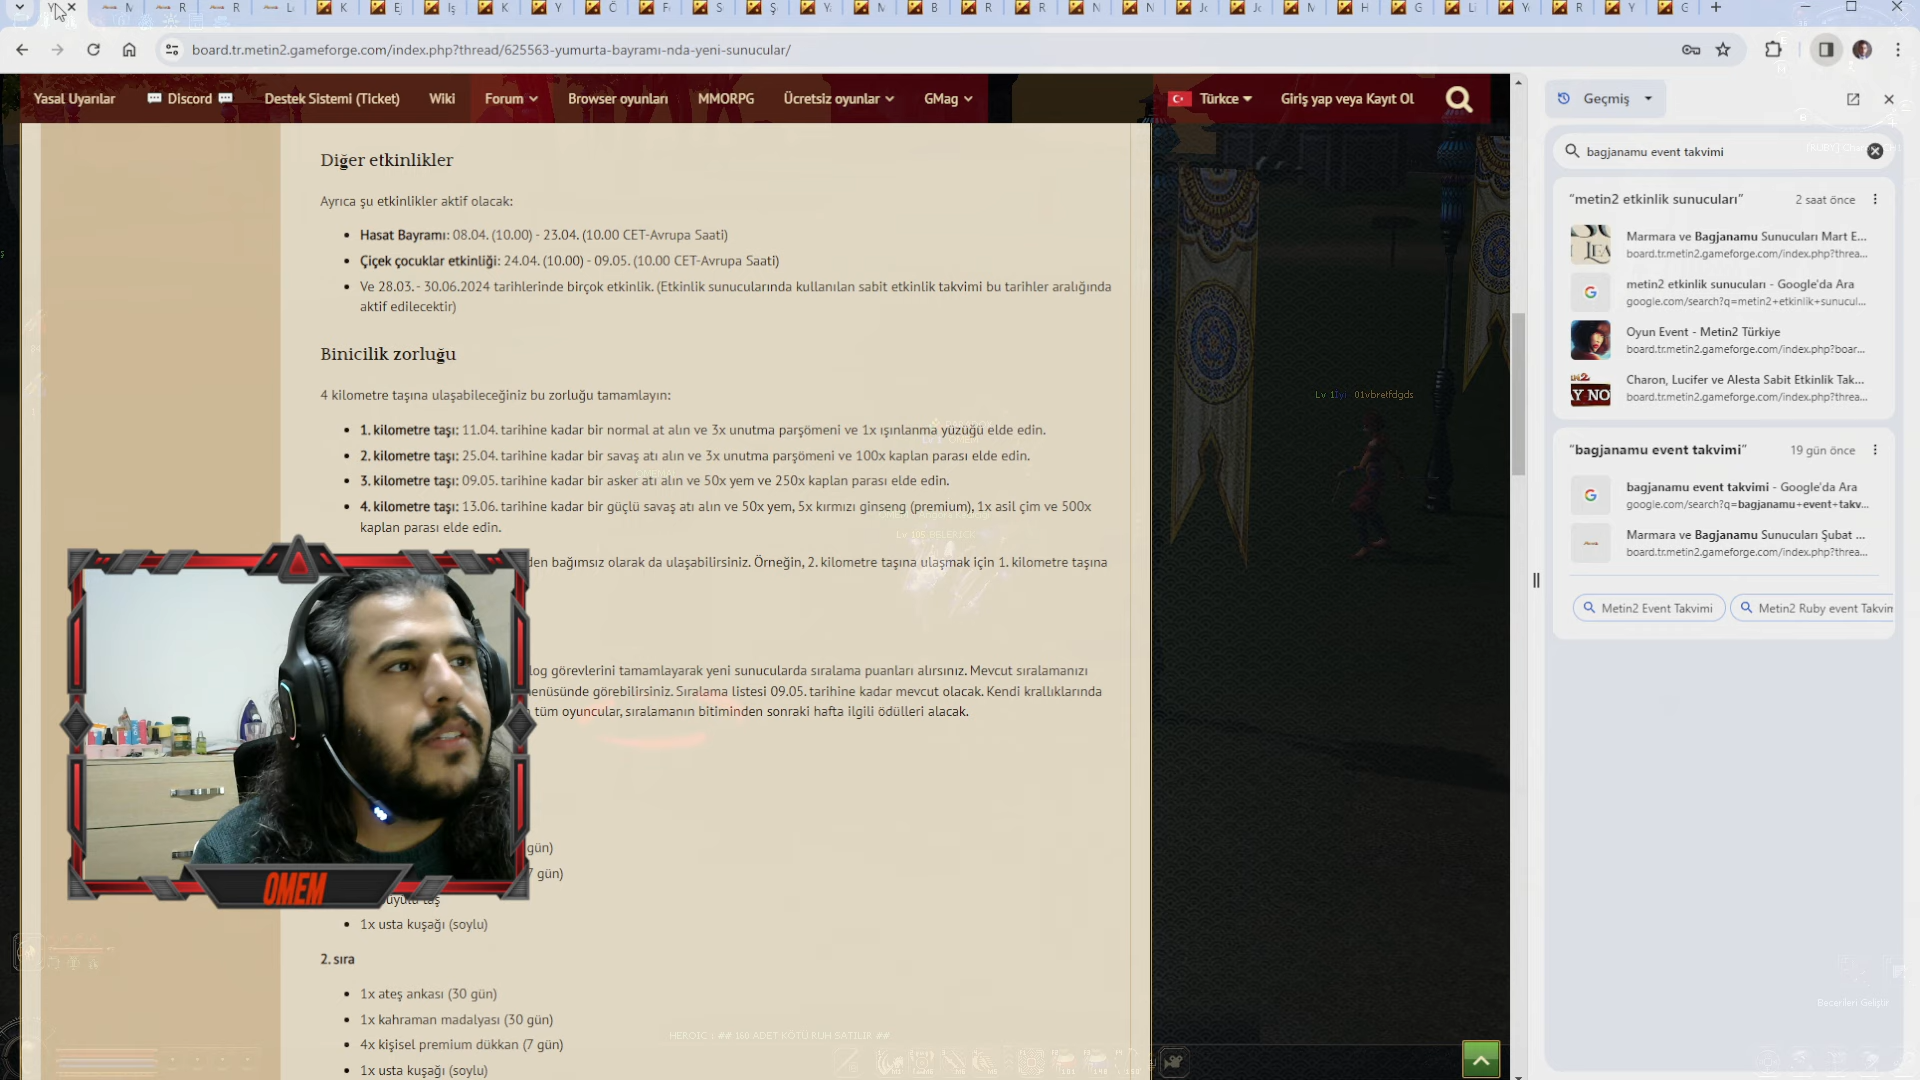 board.tr.metin2.gameforge.com/index.php?thread/625563-yumurta-bayramı-nda-yeni-sunucular/
Yasal Uyarılar
Discord
Destek Sistemi (Ticket)
Wiki
Forum
Browser oyunları
MMORPG
Ücretsiz oyunlar
GMag
Türkce
Giriş yap veya Kayıt Ol
Diğer etkinlikler
Ayrıca şu etkinlikler aktif olacak:
• Hasat Bayramı: 08.04. (10.00) - 23.04. (10.00 CET-Avrupa Saati)
• Çiçek çocuklar etkinliği: 24.04. (10.00) - 09.05. (10.00 CET-Avrupa Saati)
• Ve 28.03. - 30.06.2024 tarihlerinde birçok etkinlik. (Etkinlik sunucularında kullanılan sabit etkinlik takvimi bu tarihler aralığında
aktif edilecektir)
Binicilik zorluğu
4 kilometre taşına ulaşabileceğiniz bu zorluğu tamamlayın:
• 1. kilometre taşı: 11.04. tarihine kadar bir normal at alın ve 3x unutma parşömeni ve 1x ışınlanma yüzüğü elde edin.
• 2. kilometre taşı: 25.04. tarihine kadar bir savaş atı alın ve 3x unutma parşömeni ve 100x kaplan parası elde edin.
• 3. kilometre taşı: 09.05. tarihine kadar bir asker atı alın ve 50x yem ve 250x kaplan parası elde edin.
• 4. kilometre taşı: 13.06. tarihine kadar bir güçlü savaş atı alın ve 50x yem, 5x kırmızı ginseng (premium), 1x asil çim ve 500x
kaplan parası elde edin.
den bağımsız olarak da ulaşabilirsiniz. Örneğin, 2. kilometre taşına ulaşmak için 1. kilometre taşına
log görevlerini tamamlayarak yeni sunucularda sıralama puanları alırsınız. Mevcut sıralamanızı
enüsünde görebilirsiniz. Sıralama listesi 09.05. tarihine kadar mevcut olacak. Kendi krallıklarında
tüm oyuncular, sıralamanın bitiminden sonraki hafta ilgili ödülleri alacak.
gün)
7 gün)
• 1x usta kuşağı (soylu)
2. sıra
• 1x ateş ankası (30 gün)
• 1x kahraman madalyası (30 gün)
• 4x kişisel premium dükkan (7 gün)
• 1x usta kuşağı (soylu)
OMEM
Lv 1 01vbretfdgds
HEROIC : ## 160 ADET KÖTÜ RUH SATILIR ##
Becerileri Geliştir
Geçmiş
bagjanamu event takvimi
"metin2 etkinlik sunucuları"
2 saat önce
Marmara ve Bagjanamu Sunucuları Mart E...
board.tr.metin2.gameforge.com/index.php?threa...
metin2 etkinlik sunucuları - Google'da Ara
google.com/search?q=metin2+etkinlik+sunucul...
Oyun Event - Metin2 Türkiye
board.tr.metin2.gameforge.com/index.php?boar...
Charon, Lucifer ve Alesta Sabit Etkinlik Tak...
board.tr.metin2.gameforge.com/index.php?threa...
"bagjanamu event takvimi"
19 gün önce
bagjanamu event takvimi - Google'da Ara
google.com/search?q=bagjanamu+event+takv...
Marmara ve Bagjanamu Sunucuları Şubat ...
board.tr.metin2.gameforge.com/index.php?threa...
Metin2 Event Takvimi
Metin2 Ruby event Takvim